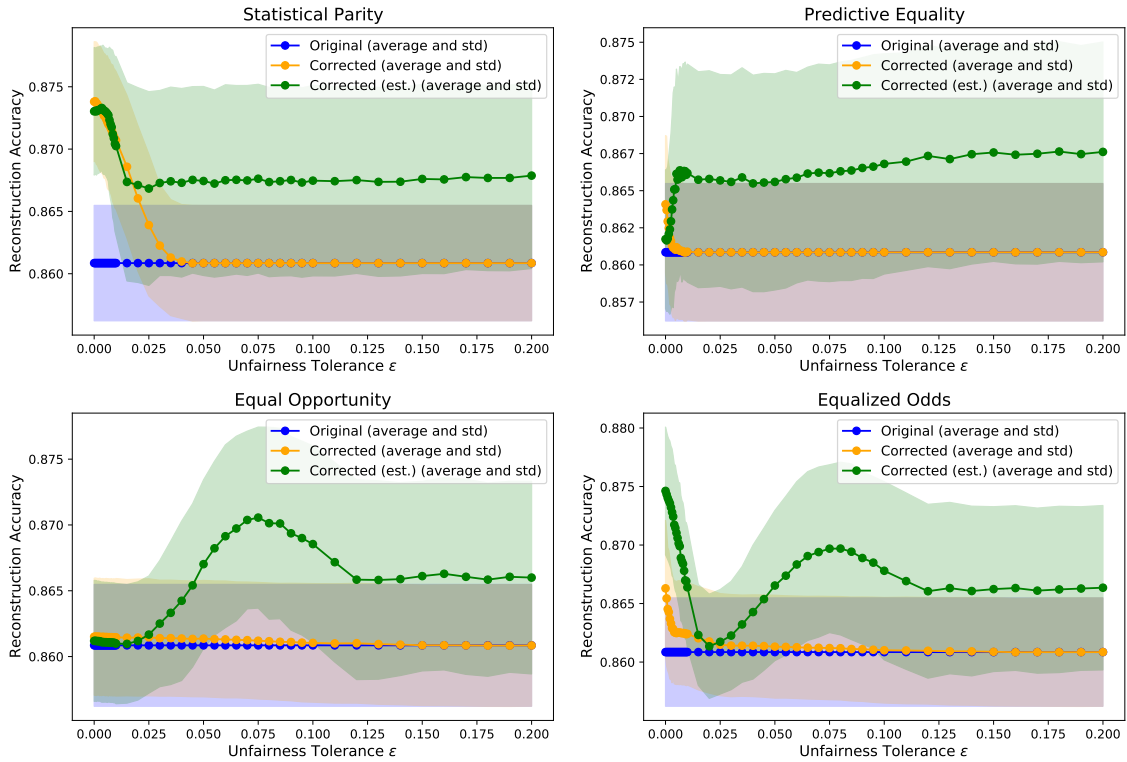 Statistical Parity
Original (average and std)
Corrected (average and std)
Corrected (est.) (average and std)
Reconstruction Accuracy
0.875
0.870
0.865
0.860
0.000 0.025 0.050 0.075 0.100 0.125 0.150 0.175 0.200
Unfairness Tolerance ε
Predictive Equality
Original (average and std)
Corrected (average and std)
Corrected (est.) (average and std)
Reconstruction Accuracy
0.875
0.872
0.870
0.867
0.865
0.862
0.860
0.857
0.000 0.025 0.050 0.075 0.100 0.125 0.150 0.175 0.200
Unfairness Tolerance ε
Equal Opportunity
Original (average and std)
Corrected (average and std)
Corrected (est.) (average and std)
Reconstruction Accuracy
0.875
0.870
0.865
0.860
0.000 0.025 0.050 0.075 0.100 0.125 0.150 0.175 0.200
Unfairness Tolerance ε
Equalized Odds
Original (average and std)
Corrected (average and std)
Corrected (est.) (average and std)
Reconstruction Accuracy
0.880
0.875
0.870
0.865
0.860
0.000 0.025 0.050 0.075 0.100 0.125 0.150 0.175 0.200
Unfairness Tolerance ε